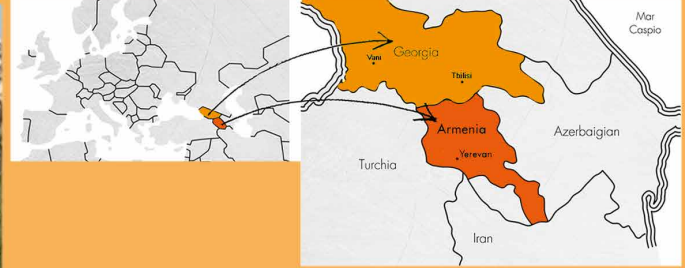 Mar
Caspio
Georgia
Vani
Tbilisi
Armenia
Azerbaigian
Yerevan
Turchia
Iran